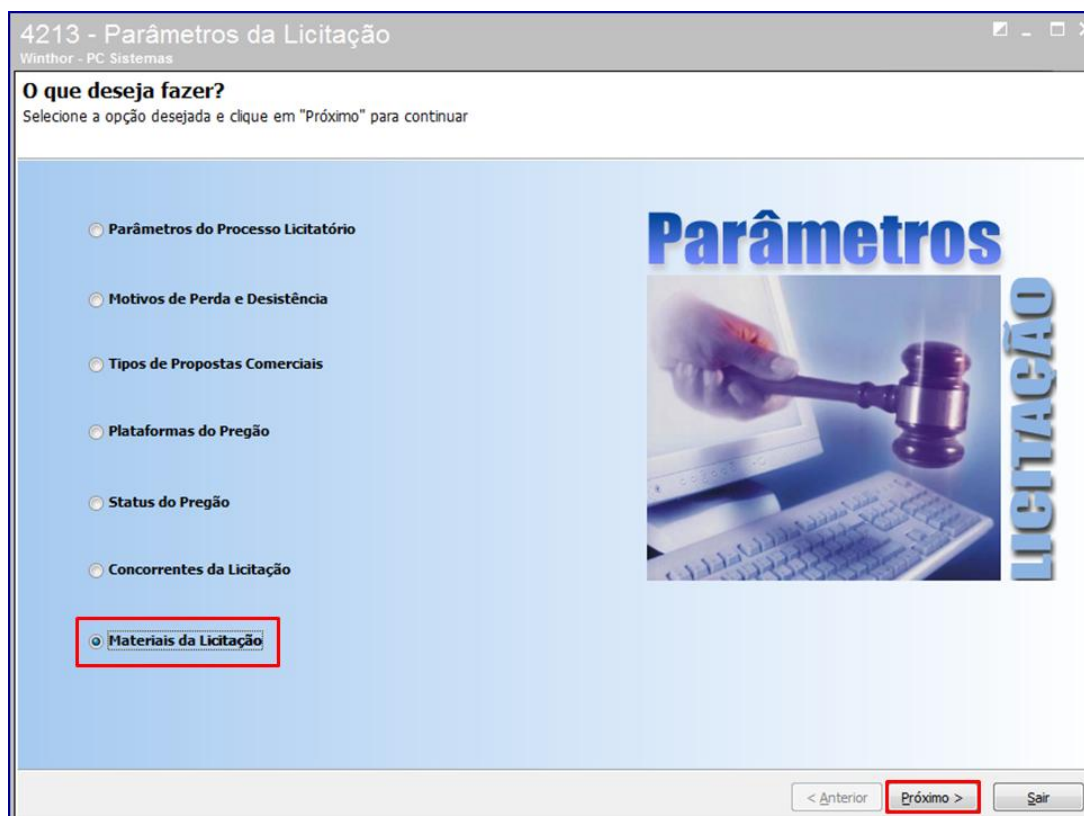 4213 - Parâmetros da Licitação
Winthor - PC Sistemas
O que deseja fazer?
Selecione a opção desejada e clique em "Próximo" para continuar
Parâmetros do Processo Licitatório
Motivos de Perda e Desistência
Tipos de Propostas Comerciais
Plataformas do Pregão
Status do Pregão
Concorrentes da Licitação
Materiais da Licitação
Parâmetros
LICITAÇÃO
< Anterior
Próximo >
Sair